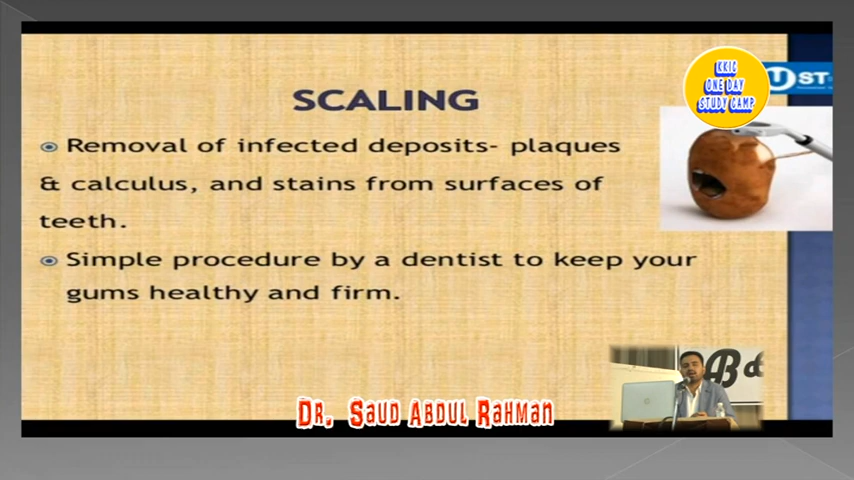 SCALING
Removal of infected deposits- plaques
& calculus, and stains from surfaces of
teeth.
Simple procedure by a dentist to keep your
gums healthy and firm.
KKIC
ONE DAY
STUDY CAMP
UST
Dr. Saud Abdul Rahman